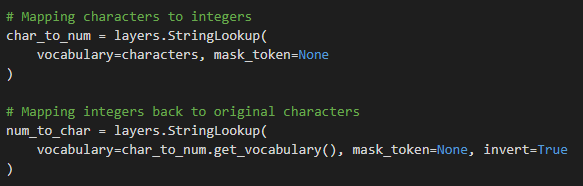 # Mapping characters to integers
char_to_num = layers.StringLookup(
    vocabulary=characters, mask_token=None
)
# Mapping integers back to original characters
num_to_char = layers.StringLookup(
    vocabulary=char_to_num.get_vocabulary(), mask_token=None, invert=True
)